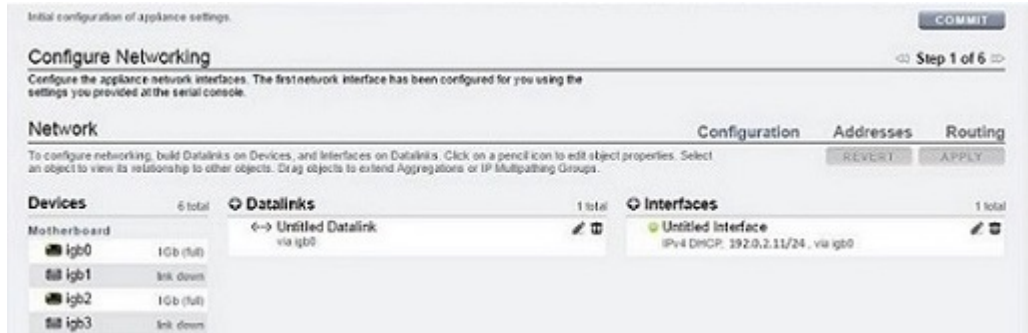 Initial configuration of appliance settings.
COMMIT
Configure Networking
Step 1 of 6
Configure the appliance network interfaces. The first network interface has been configured for you using the
settings you provided at the serial console.
Network
Configuration Addresses Routing
To configure networking, build Datalinks on Devices, and Interfaces on Datalinks. Click on a pencil icon to edit object properties. Select
an object to view its relationship to other objects. Drag objects to extend Aggregations or IP Multipathing Groups.
REVERT APPLY
Devices 6 total
Motherboard
igb0 1Gb (full)
igb1 link down
igb2 1Gb (full)
igb3 link down
Datalinks 1 total
Untitled Datalink
via igb0
Interfaces 1 total
Untitled Interface
IPv4 DHCP, 192.0.2.11/24, via igb0